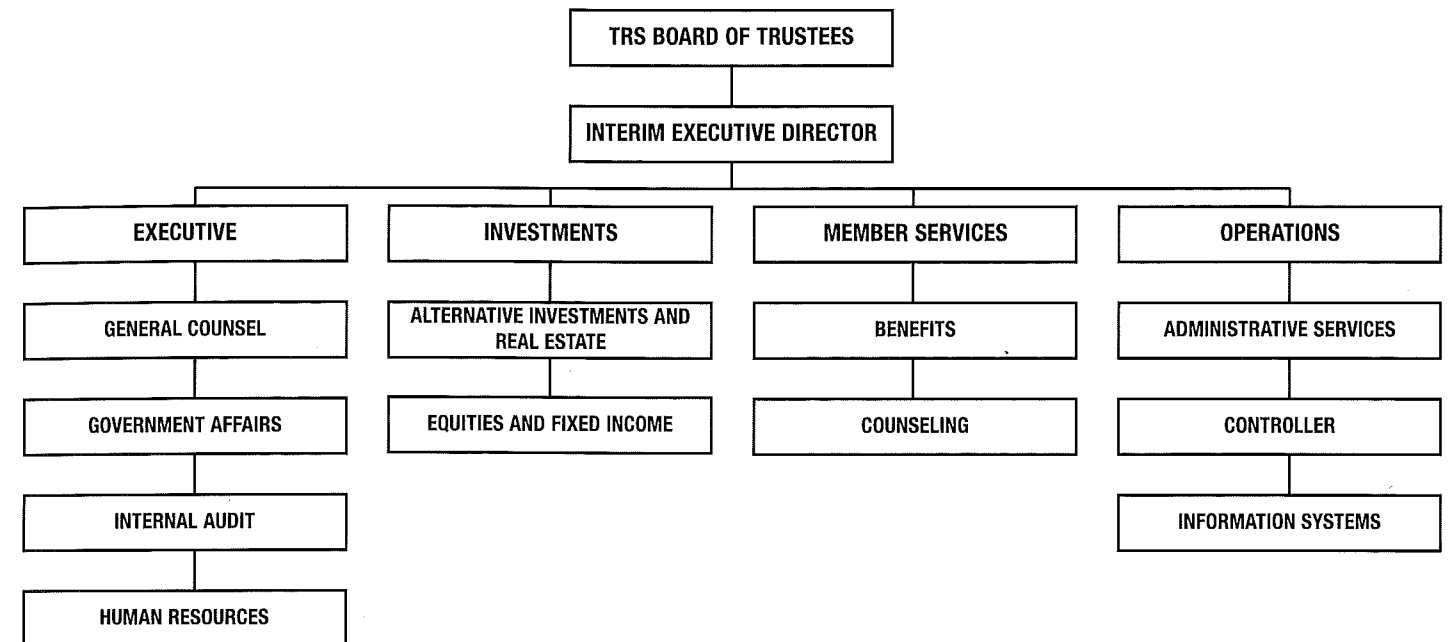 TRS BOARD OF TRUSTEES
INTERIM EXECUTIVE DIRECTOR
EXECUTIVE
INVESTMENTS
MEMBER SERVICES
OPERATIONS
GENERAL COUNSEL
ALTERNATIVE INVESTMENTS AND
REAL ESTATE
BENEFITS
ADMINISTRATIVE SERVICES
GOVERNMENT AFFAIRS
EQUITIES AND FIXED INCOME
COUNSELING
CONTROLLER
INTERNAL AUDIT
INFORMATION SYSTEMS
HUMAN RESOURCES